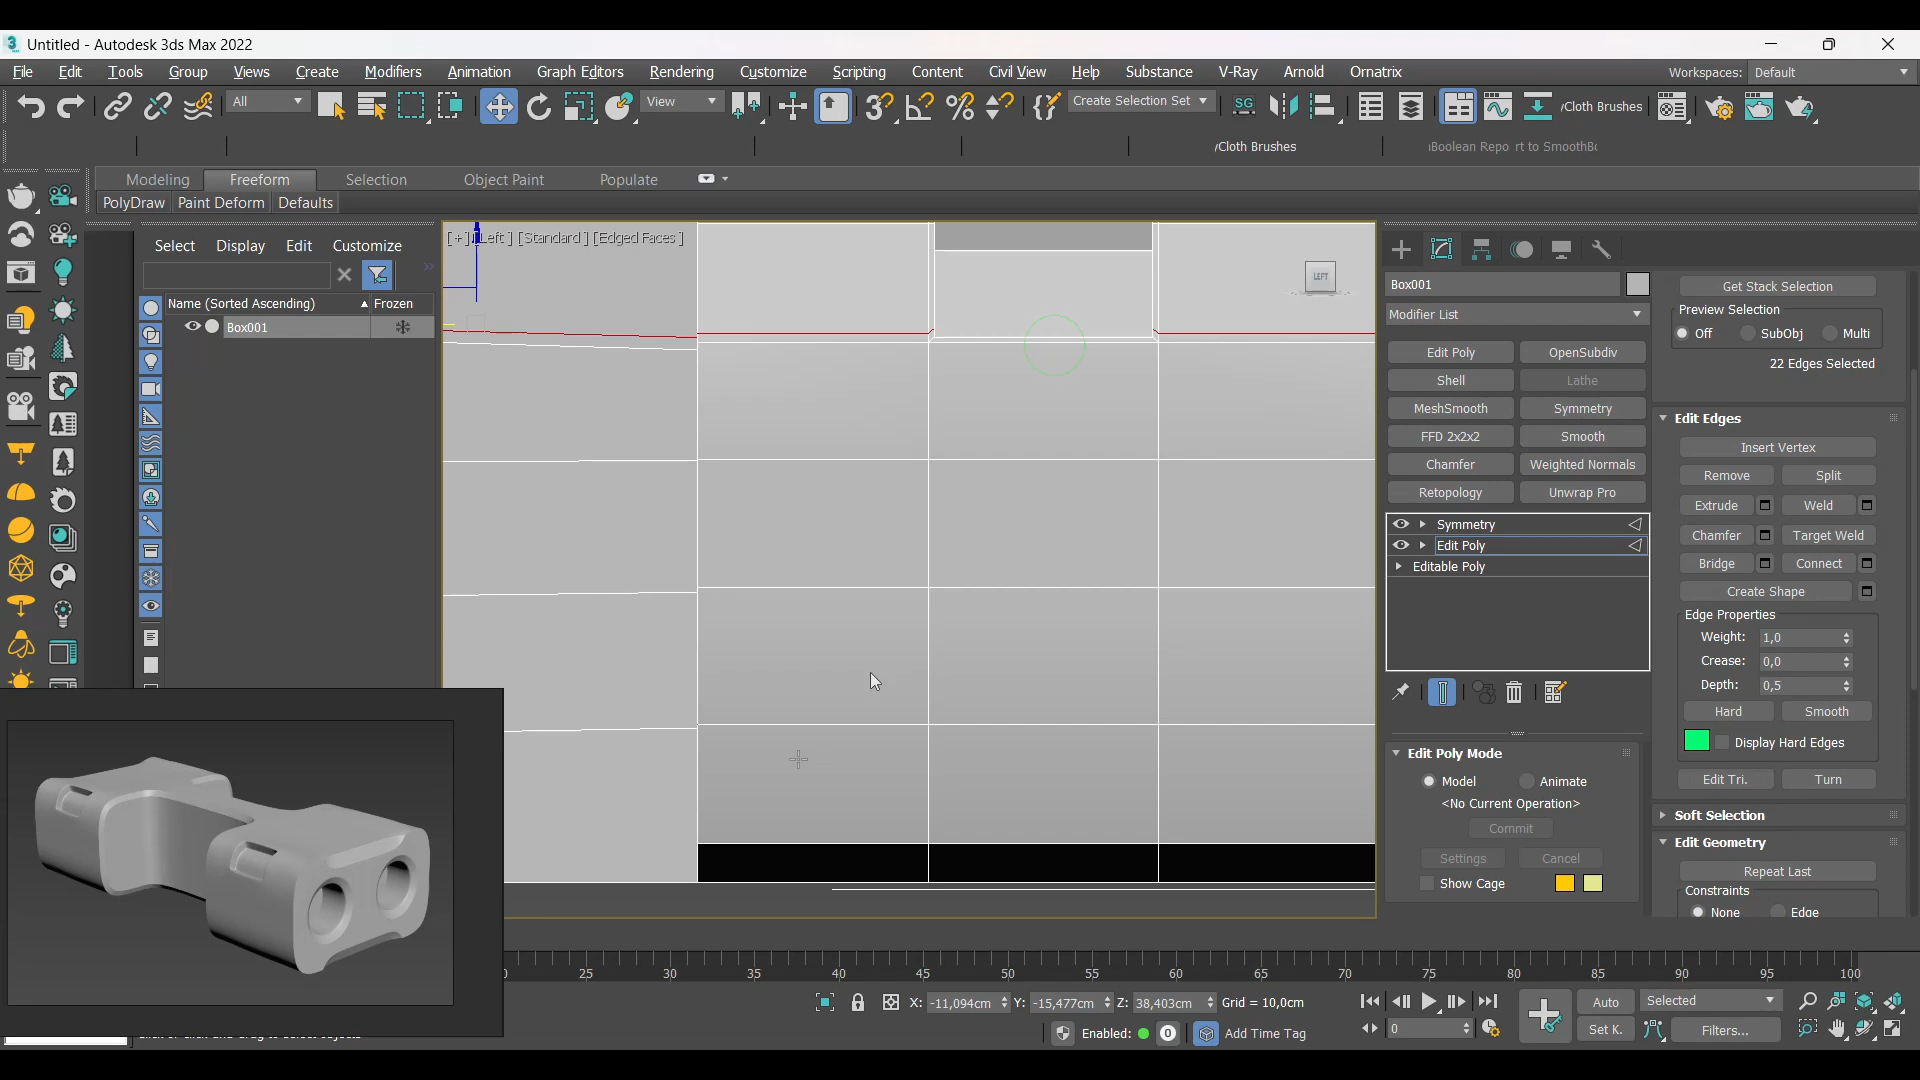 Untitled - Autodesk 3ds Max 2022
File Edit Tools Group Views Create Modifiers Animation Graph Editors Rendering Customize Scripting Content Civil View Help Substance V-Ray Arnold Ornatrix Workspaces: Default
All View Create Selection Set /Cloth Brushes
/Cloth Brushes ıBoolean Repo rt to SmoothBo
Modeling Freeform Selection Object Paint Populate
PolyDraw Paint Deform Defaults
Select Display Edit Customize
Name (Sorted Ascending) Frozen
Box001
[+] [Left ] [Standard ] [Edged Faces ]
LEFT
Box001
Modifier List
Edit Poly OpenSubdiv
Shell Lathe
MeshSmooth Symmetry
FFD 2x2x2 Smooth
Chamfer Weighted Normals
Retopology Unwrap Pro
Symmetry
Edit Poly
Editable Poly
Edit Poly Mode
Model Animate
<No Current Operation>
Commit
Settings Cancel
Show Cage
Get Stack Selection
Preview Selection
Off SubObj Multi
22 Edges Selected
Edit Edges
Insert Vertex
Remove Split
Extrude Weld
Chamfer Target Weld
Bridge Connect
Create Shape
Edge Properties
Weight: 1,0
Crease: 0,0
Depth: 0,5
Hard Smooth
Display Hard Edges
Edit Tri. Turn
Soft Selection
Edit Geometry
Repeat Last
Constraints
None Edge
25 30 35 40 45 50 55 60 65 70 75 80 85 90 95 100
X: -11,094cm Y: -15,477cm Z: 38,403cm Grid = 10,0cm
Auto Selected
Enabled: 0 Add Time Tag
0 Set K. Filters...